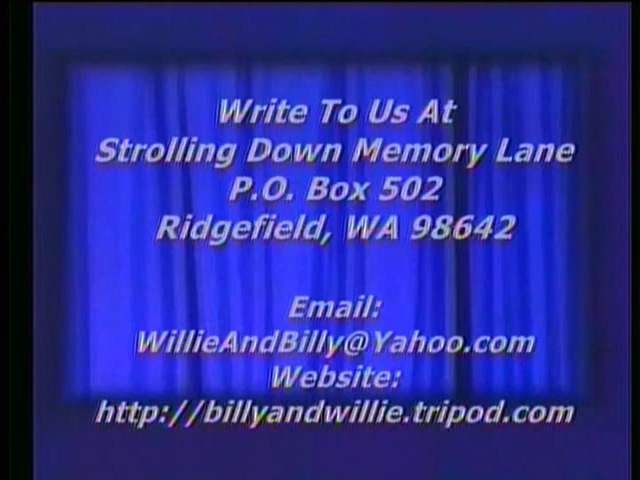 Write To Us At
Strolling Down Memory Lane
P.O. Box 502
Ridgefield, WA 98642
Email:
WillieAndBilly@Yahoo.com
Website:
http://billyandwillie.tripod.com